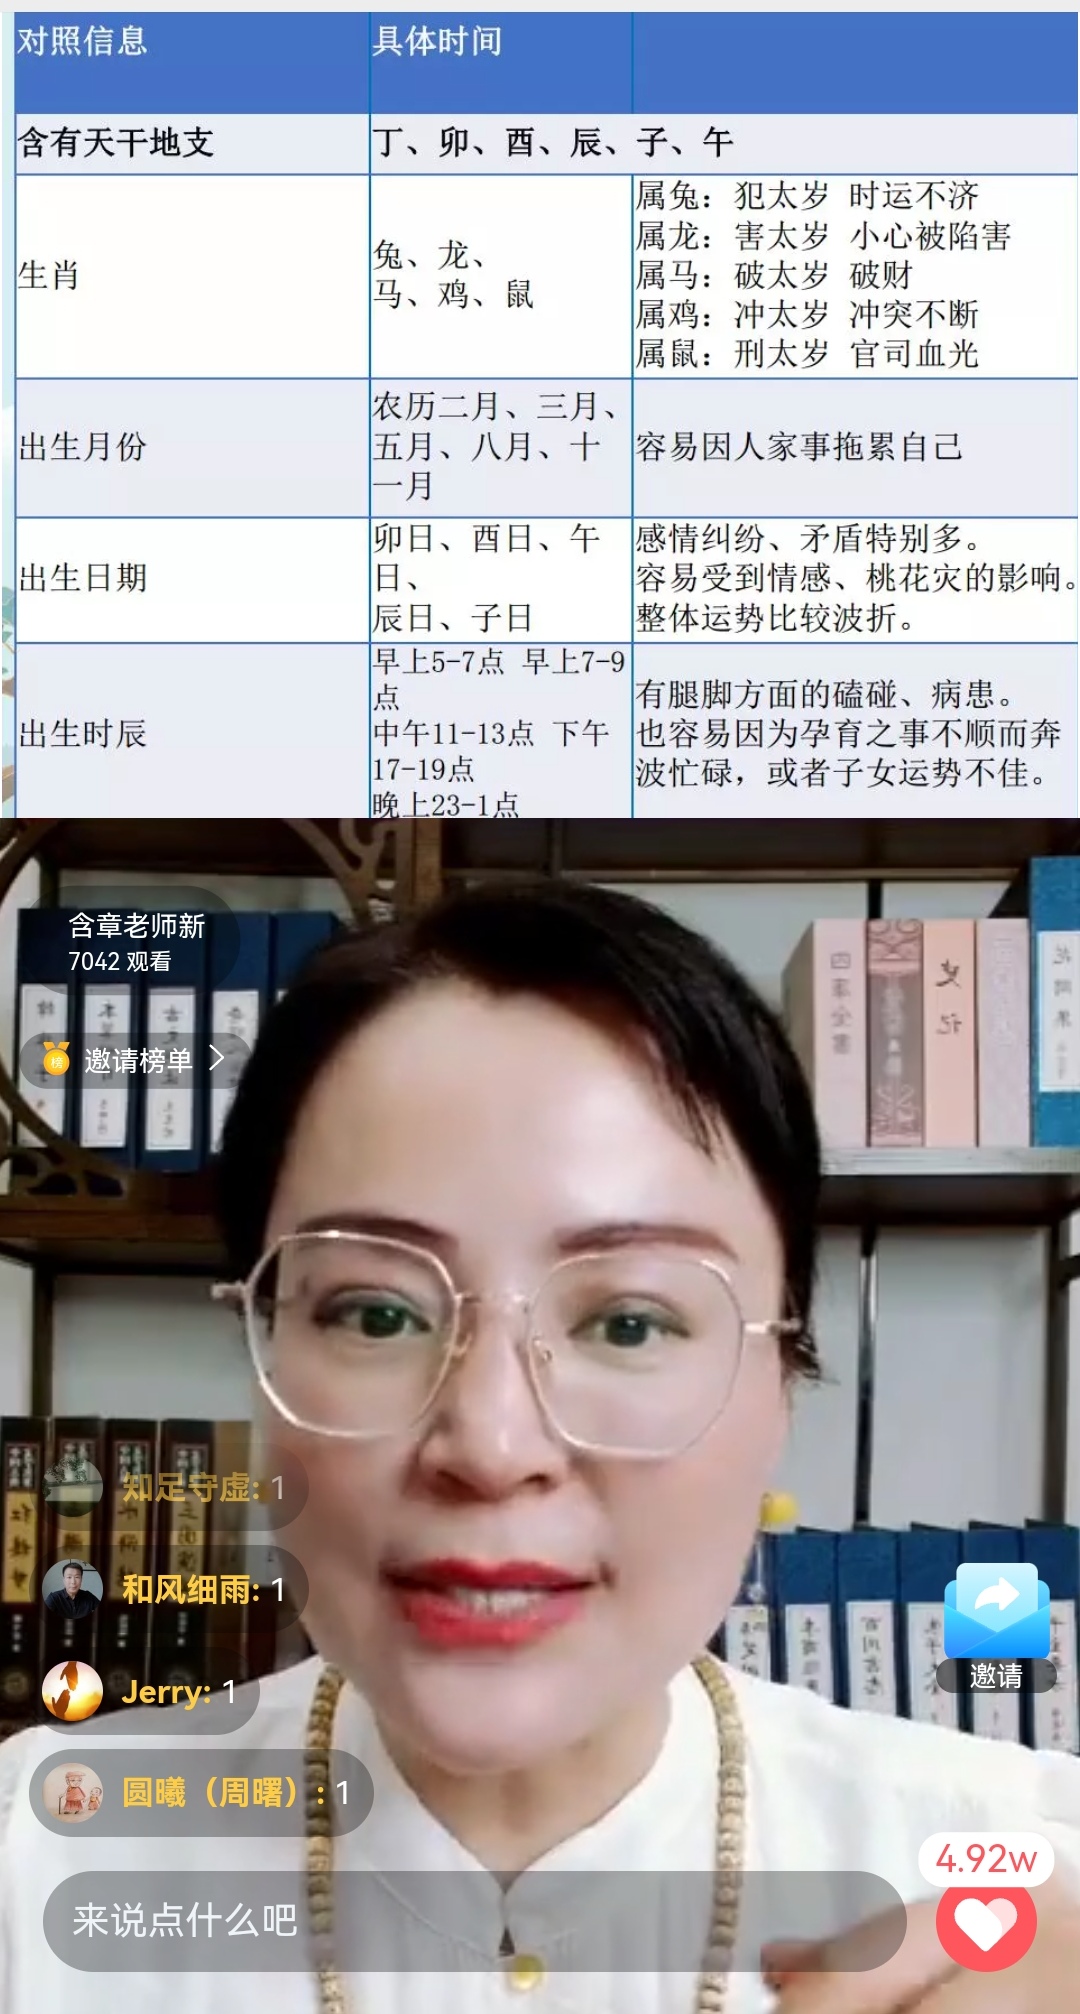 对照信息
具体时间
含有天干地支
丁、卯、酉、辰、子、午
生肖
兔、龙、
马、鸡、鼠
属兔：犯太岁 时运不济
属龙：害太岁 小心被陷害
属马：破太岁 破财
属鸡：冲太岁 冲突不断
属鼠：刑太岁 官司血光
出生月份
农历二月、三月、
五月、八月、十
一月
容易因人家事拖累自己
出生日期
卯日、酉日、午
日、
辰日、子日
感情纠纷、矛盾特别多。
容易受到情感、桃花灾的影响。
整体运势比较波折。
出生时辰
早上5-7点 早上7-9
点
中午11-13点 下午
17-19点
晚上23-1点
有腿脚方面的磕碰、病患。
也容易因为孕育之事不顺而奔
波忙碌，或者子女运势不佳。
含章老师新
7042 观看
榜 邀请榜单
四库全书
史记
红楼梦
知足守虚: 1
和风细雨: 1
Jerry: 1
圆曦（周曙）: 1
邀请
4.92w
来说点什么吧